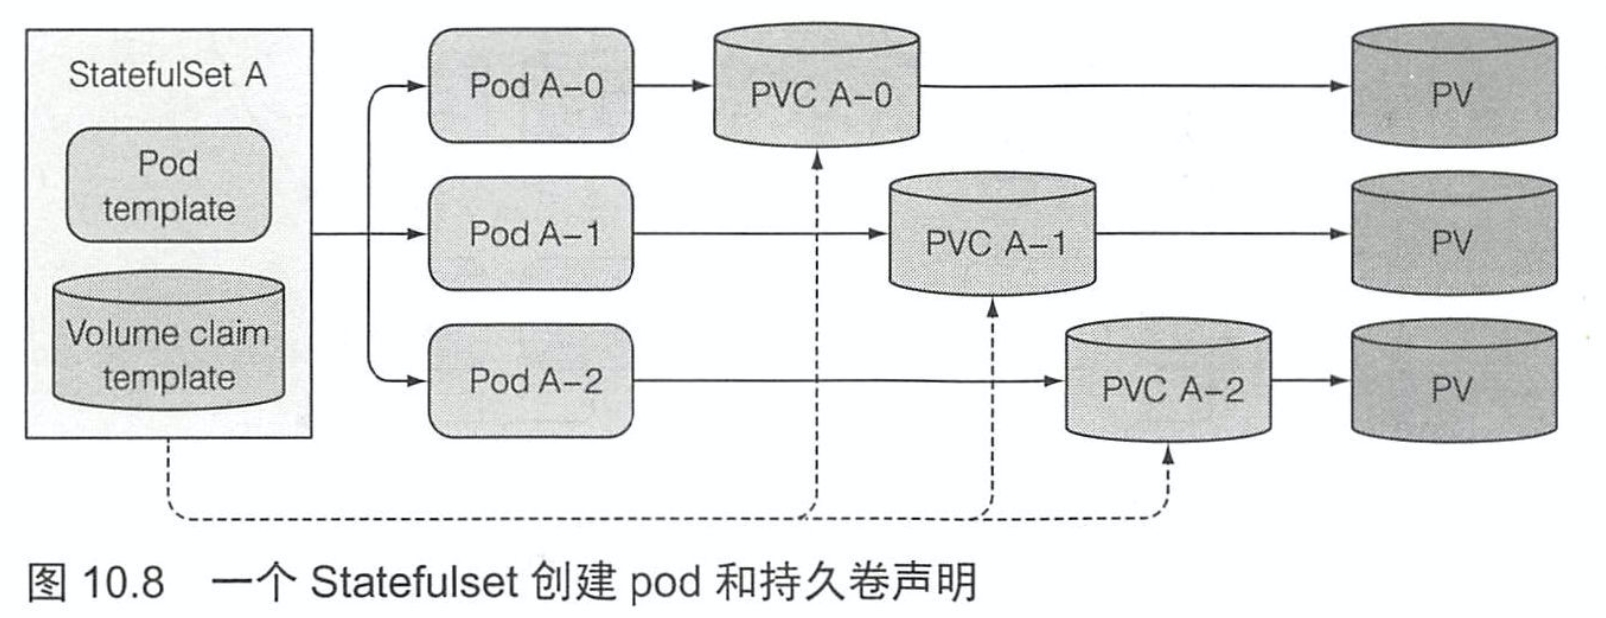 StatefulSet A
Pod
template
Volume claim
template
Pod A–0
PVC A–0
PV
Pod A–1
PVC A–1
PV
Pod A–2
PVC A–2
PV
图 10.8 一个 Statefulset 创建 pod 和持久卷声明